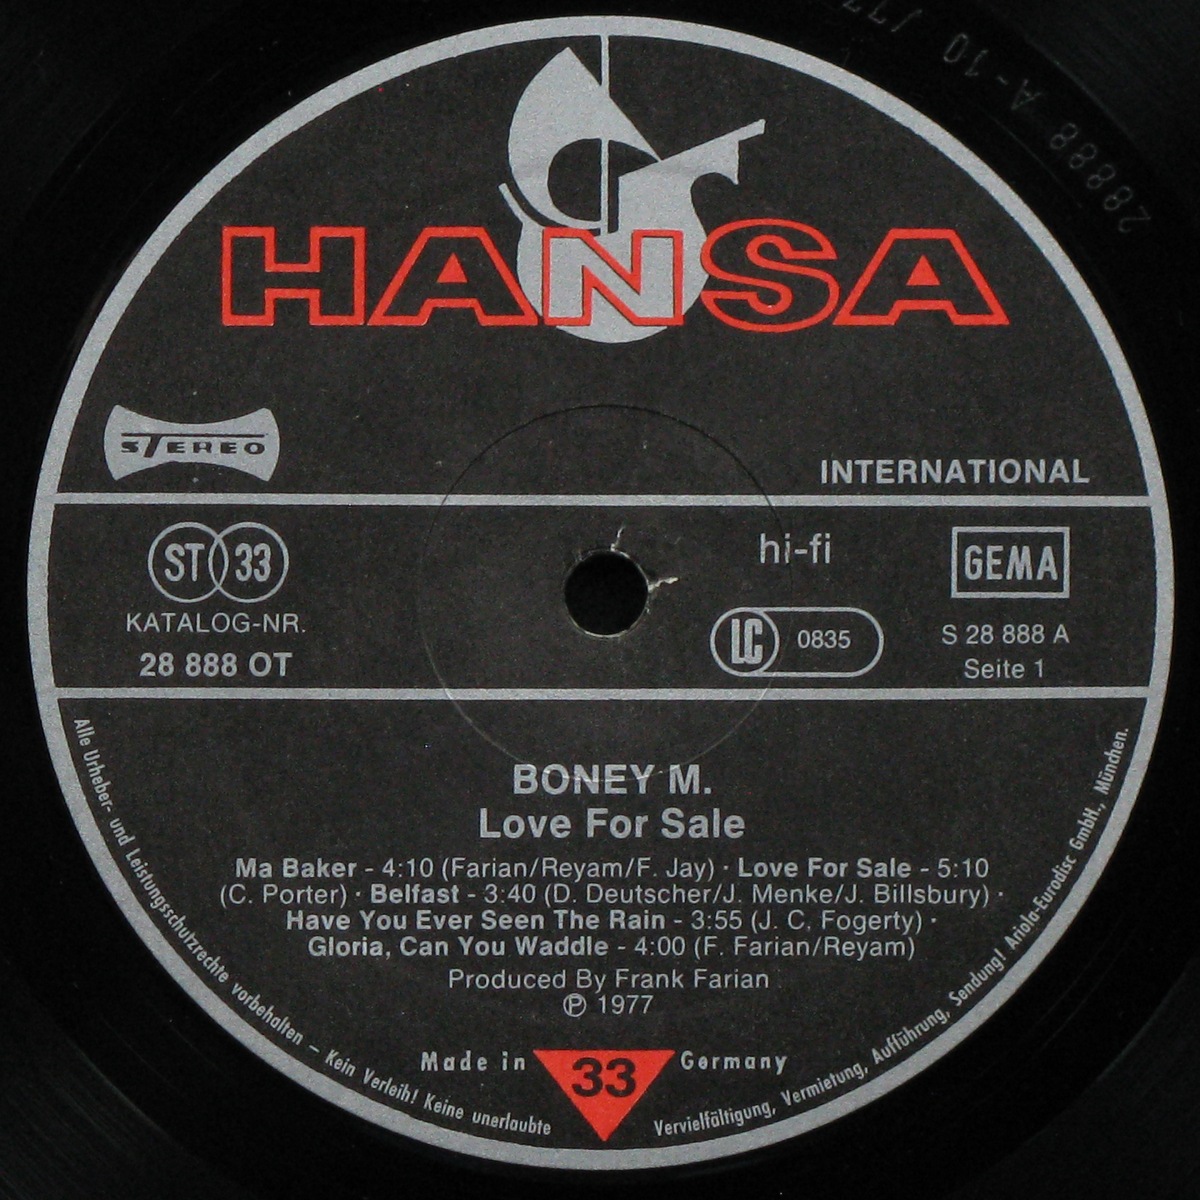 28888 A-10 /77
HANSA
STEREO
INTERNATIONAL
ST 33
hi-fi
GEMA
KATALOG-NR.
28 888 OT
LC 0835
S 28 888 A
Seite 1
BONEY M.
Love For Sale
Ma Baker - 4:10 (Farian/Reyam/F. Jay) · Love For Sale - 5:10
(C. Porter) · Belfast - 3:40 (D. Deutscher/J. Menke/J. Billsbury) ·
Have You Ever Seen The Rain - 3:55 (J. C. Fogerty) ·
Gloria, Can You Waddle - 4:00 (F. Farian/Reyam)
Produced By Frank Farian
℗ 1977
Made in 33 Germany
Alle Urheber- und Leistungsschutzrechte vorbehalten – Kein Verleih! Keine unerlaubte Vervielfältigung, Vermietung, Aufführung, Sendung! Ariola-Eurodisc GmbH., München.